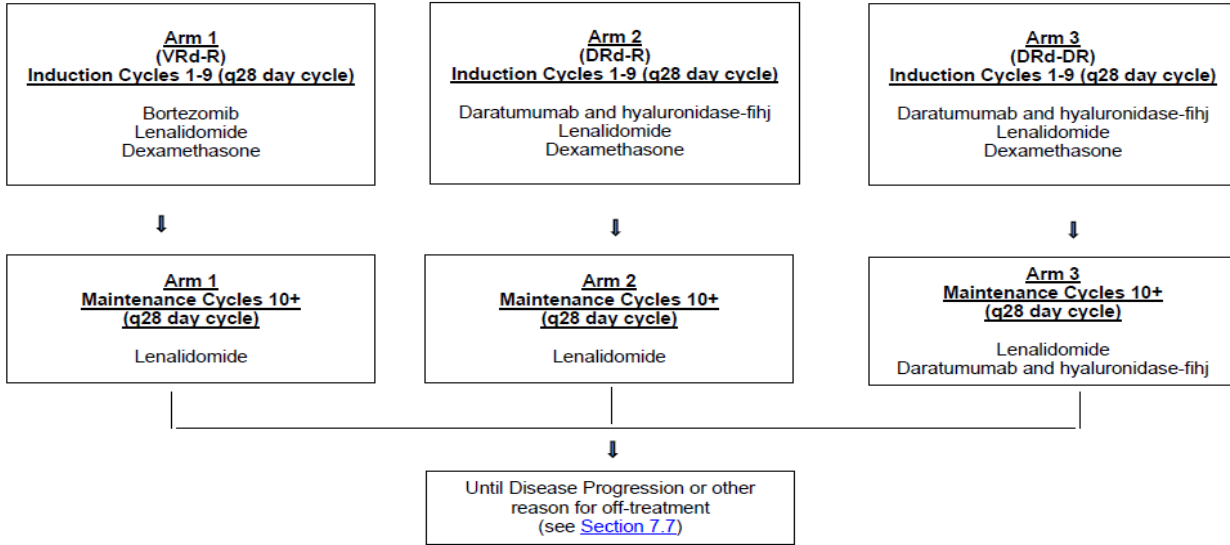 Arm 1
(VRd-R)
Induction Cycles 1-9 (q28 day cycle)
Bortezomib
Lenalidomide
Dexamethasone
Arm 2
(DRd-R)
Induction Cycles 1-9 (q28 day cycle)
Daratumumab and hyaluronidase-fihj
Lenalidomide
Dexamethasone
Arm 3
(DRd-DR)
Induction Cycles 1-9 (q28 day cycle)
Daratumumab and hyaluronidase-fihj
Lenalidomide
Dexamethasone
Arm 1
Maintenance Cycles 10+
(q28 day cycle)
Lenalidomide
Arm 2
Maintenance Cycles 10+
(q28 day cycle)
Lenalidomide
Arm 3
Maintenance Cycles 10+
(q28 day cycle)
Lenalidomide
Daratumumab and hyaluronidase-fihj
Until Disease Progression or other
reason for off-treatment
(see Section 7.7)